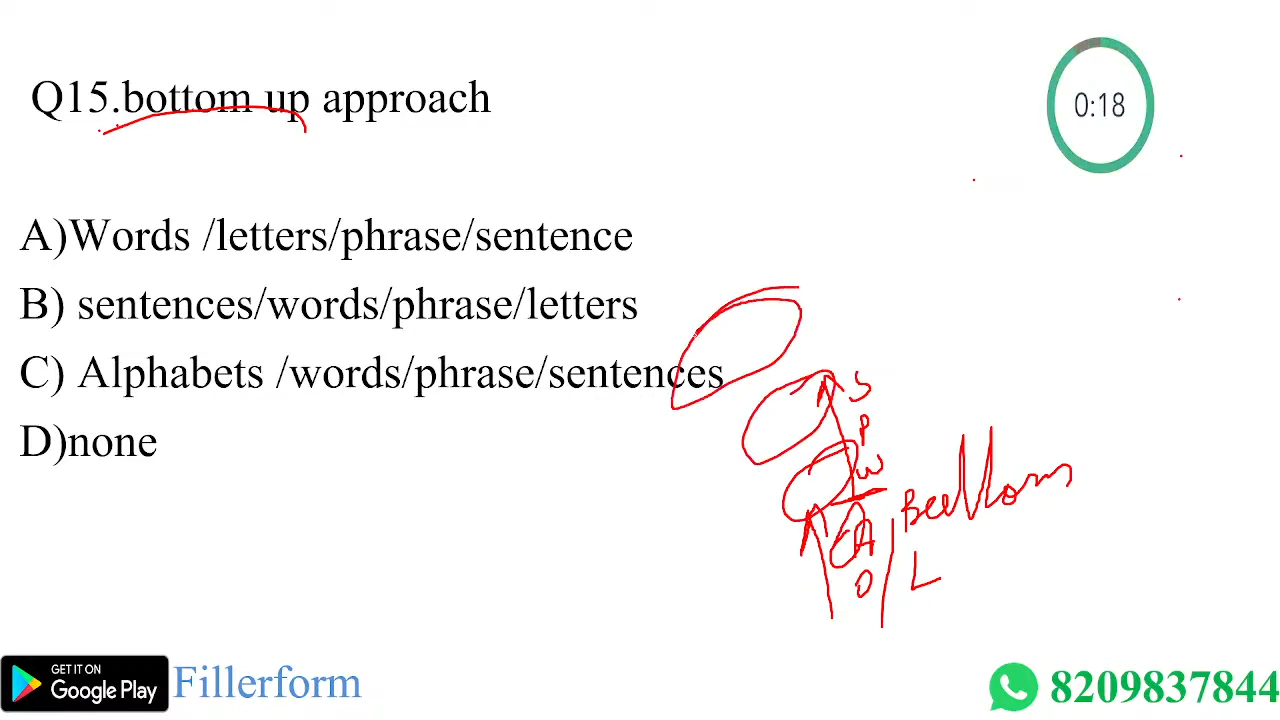 Q15.bottom up approach
0:18
A)Words /letters/phrase/sentence
B) sentences/words/phrase/letters
C) Alphabets /words/phrase/sentences
D)none
S
P
W
A
L
GET IT ON
Google Play
Fillerform
8209837844